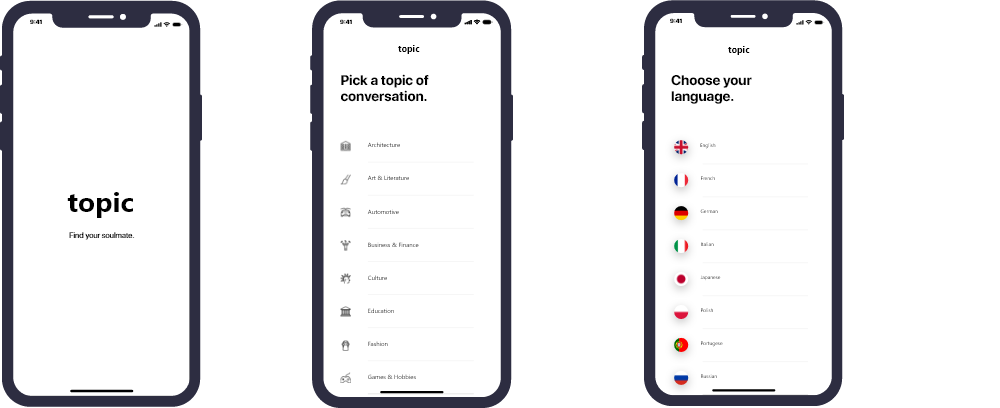 9:41
topic
Find your soulmate.
9:41
topic
Pick a topic of
conversation.
Architecture
Art & Literature
Automotive
Business & Finance
Culture
Education
Fashion
Games & Hobbies
9:41
topic
Choose your
language.
English
French
German
Italian
Japanese
Polish
Portugese
Russian